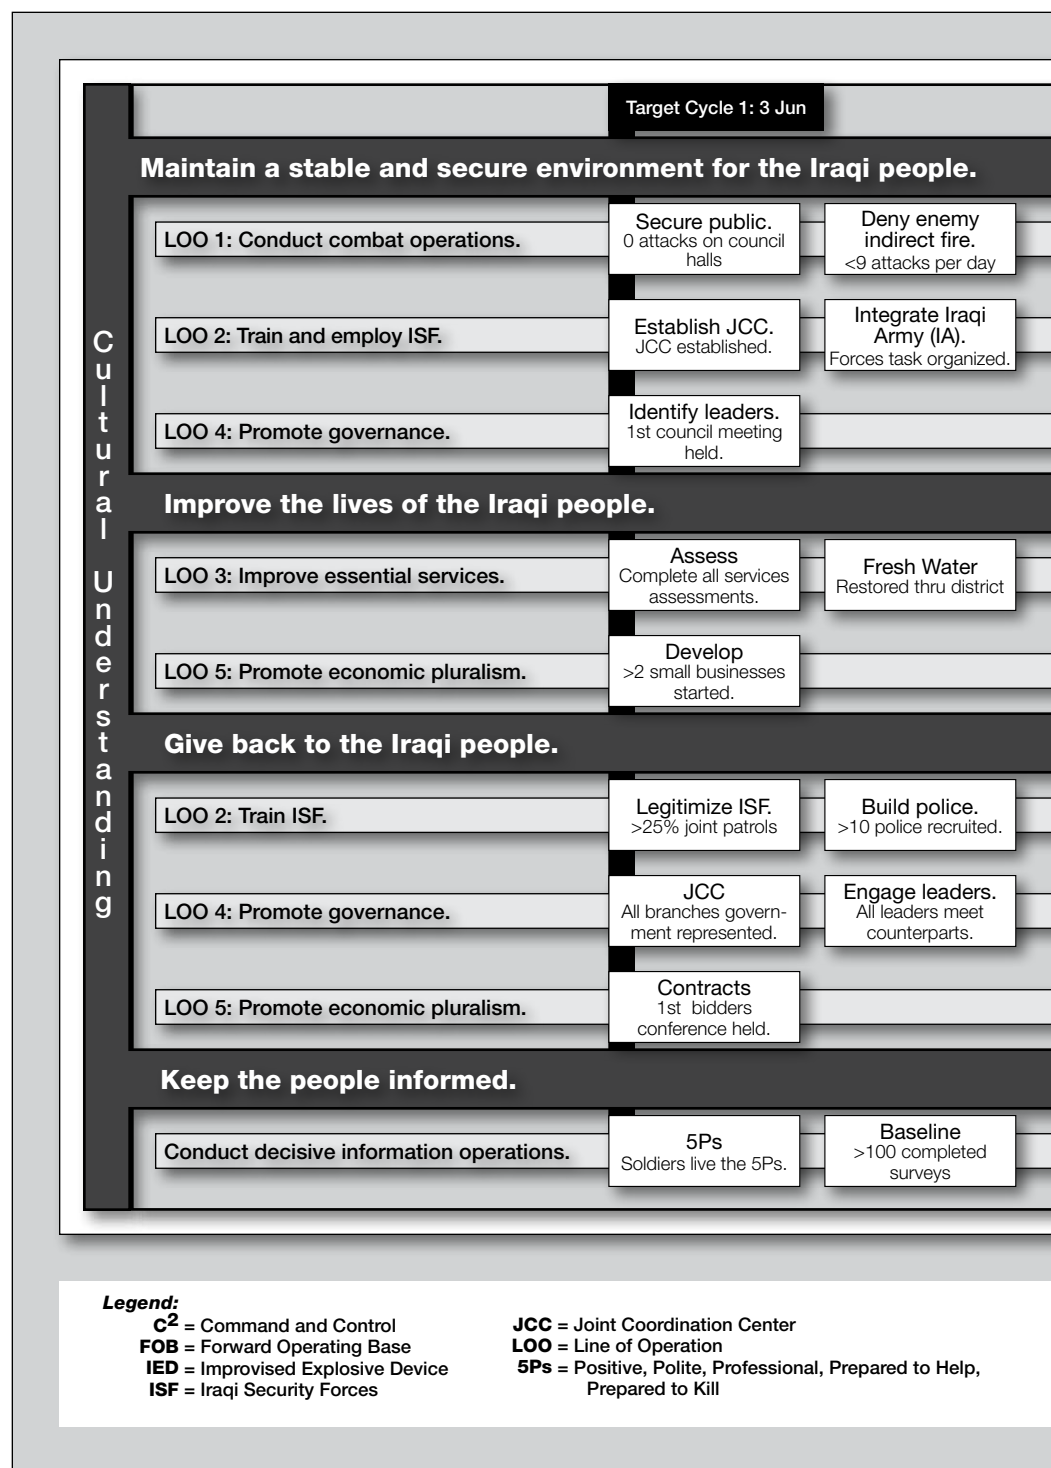 Target Cycle 1: 3 Jun
Cultural Understanding
Maintain a stable and secure environment for the Iraqi people.
LOO 1: Conduct combat operations.
Secure public.
0 attacks on council
halls
Deny enemy
indirect fire.
<9 attacks per day
LOO 2: Train and employ ISF.
Establish JCC.
JCC established.
Integrate Iraqi
Army (IA).
Forces task organized.
LOO 4: Promote governance.
Identify leaders.
1st council meeting
held.
Improve the lives of the Iraqi people.
LOO 3: Improve essential services.
Assess
Complete all services
assessments.
Fresh Water
Restored thru district
LOO 5: Promote economic pluralism.
Develop
>2 small businesses
started.
Give back to the Iraqi people.
LOO 2: Train ISF.
Legitimize ISF.
>25% joint patrols
Build police.
>10 police recruited.
LOO 4: Promote governance.
JCC
All branches govern-
ment represented.
Engage leaders.
All leaders meet
counterparts.
LOO 5: Promote economic pluralism.
Contracts
1st bidders
conference held.
Keep the people informed.
Conduct decisive information operations.
5Ps
Soldiers live the 5Ps.
Baseline
>100 completed
surveys
Legend:
C² = Command and Control
FOB = Forward Operating Base
IED = Improvised Explosive Device
ISF = Iraqi Security Forces
JCC = Joint Coordination Center
LOO = Line of Operation
5Ps = Positive, Polite, Professional, Prepared to Help,
Prepared to Kill